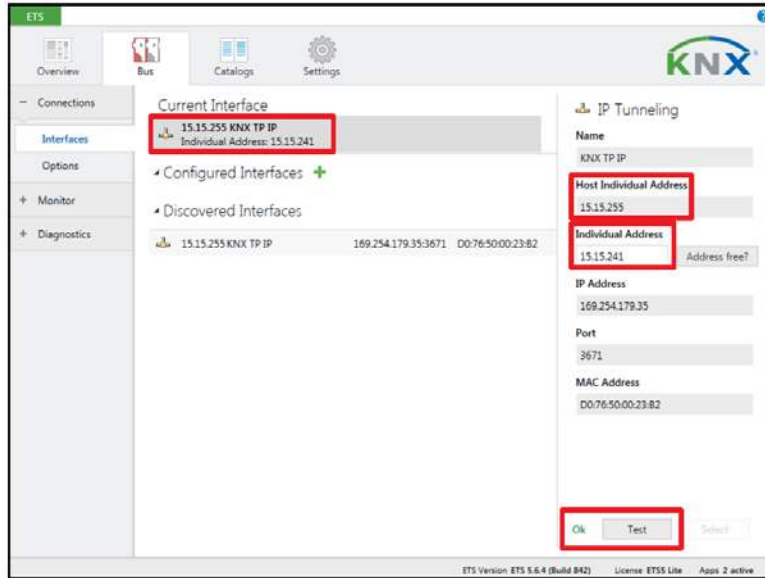 ETS
Overview
Bus
Catalogs
Settings
KNX
Connections
Interfaces
Options
Monitor
Diagnostics
Current Interface
15.15.255 KNX TP IP
Individual Address: 15.15.241
Configured Interfaces
Discovered Interfaces
15.15.255 KNX TP IP 169.254.179.35:3671 D0:76:50:00:23:B2
IP Tunneling
Name
KNX TP IP
Host Individual Address
15.15.255
Individual Address
15.15.241 Address free?
IP Address
169.254.179.35
Port
3671
MAC Address
D0:76:50:00:23:B2
Ok Test Select
ETS Version ETS 5.6.4 (Build 842) License ETS5 Lite Apps 2 active